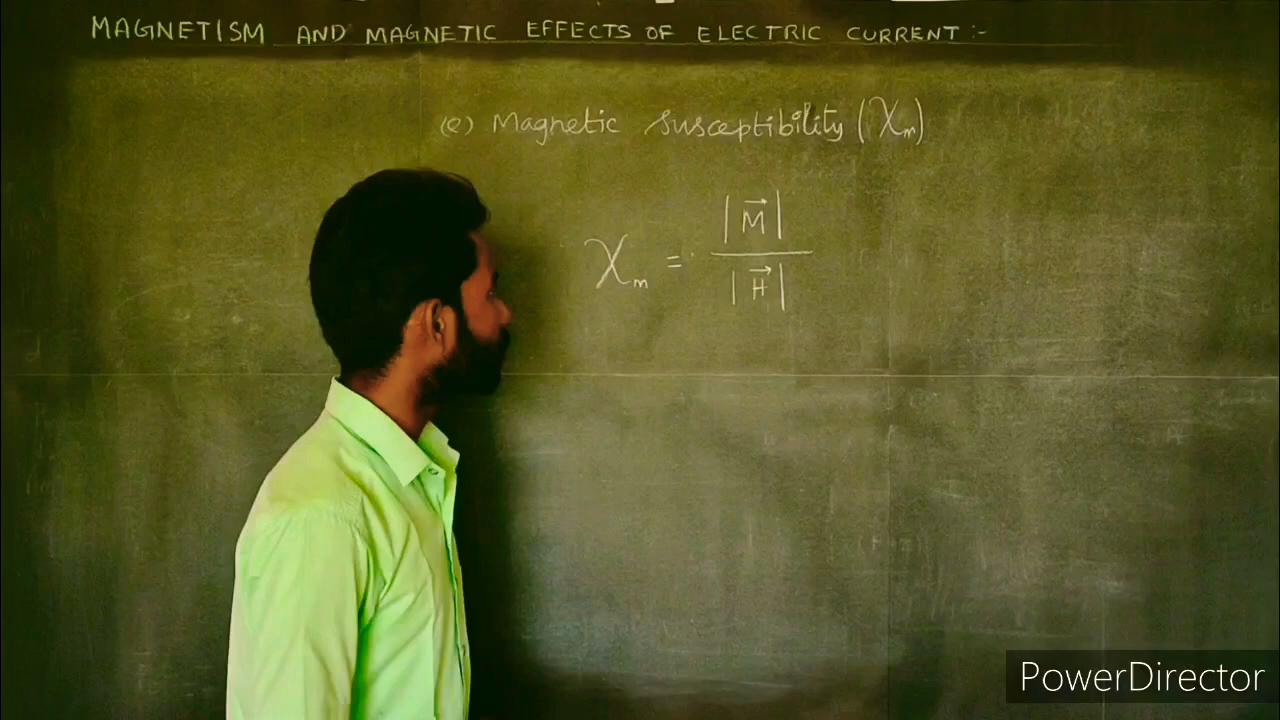 MAGNETISM AND MAGNETIC EFFECTS OF ELECTRIC CURRENT :-
(e) Magnetic susceptibility (χₘ)
χₘ = |M⃗| / |H⃗|
PowerDirector